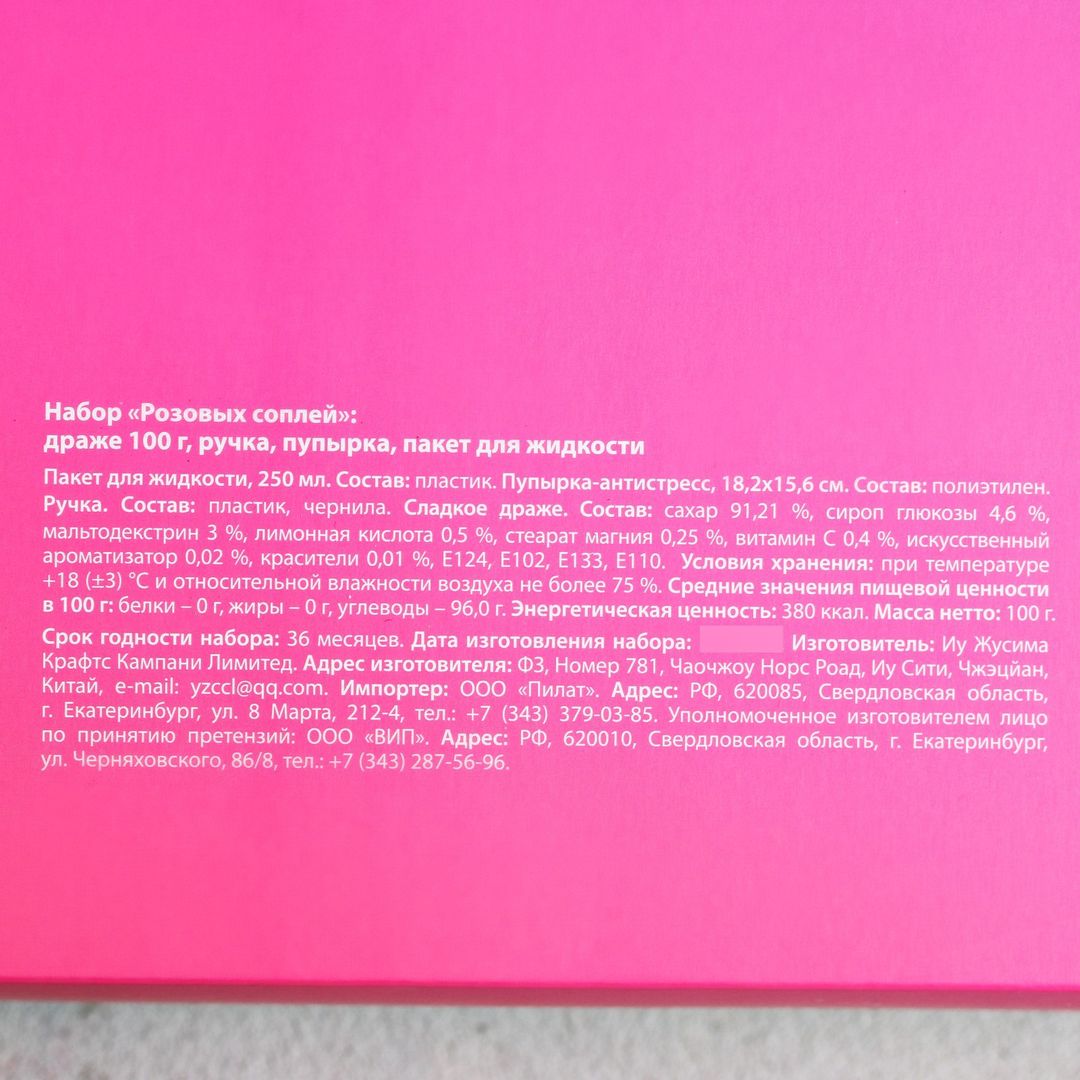 Набор «Розовых соплей»:
драже 100 г, ручка, пупырка, пакет для жидкости
Пакет для жидкости, 250 мл. Состав: пластик. Пупырка-антистресс, 18,2х15,6 см. Состав: полиэтилен.
Ручка. Состав: пластик, чернила. Сладкое драже. Состав: сахар 91,21 %, сироп глюкозы 4,6 %,
мальтодекстрин 3 %, лимонная кислота 0,5 %, стеарат магния 0,25 %, витамин С 0,4 %, искусственный
ароматизатор 0,02 %, красители 0,01 %, Е124, Е102, Е133, Е110. Условия хранения: при температуре
+18 (±3) °С и относительной влажности воздуха не более 75 %. Средние значения пищевой ценности
в 100 г: белки – 0 г, жиры – 0 г, углеводы – 96,0 г. Энергетическая ценность: 380 ккал. Масса нетто: 100 г.
Срок годности набора: 36 месяцев. Дата изготовления набора: Изготовитель: Иу Жусима
Крафтс Кампани Лимитед. Адрес изготовителя: Ф3, Номер 781, Чаочжоу Норс Роад, Иу Сити, Чжэцзян,
Китай, e-mail: yzccl@qq.com. Импортер: ООО «Пилат». Адрес: РФ, 620085, Свердловская область,
г. Екатеринбург, ул. 8 Марта, 212-4, тел.: +7 (343) 379-03-85. Уполномоченное изготовителем лицо
по принятию претензий: ООО «ВИП». Адрес: РФ, 620010, Свердловская область, г. Екатеринбург,
ул. Черняховского, 86/8, тел.: +7 (343) 287-56-96.